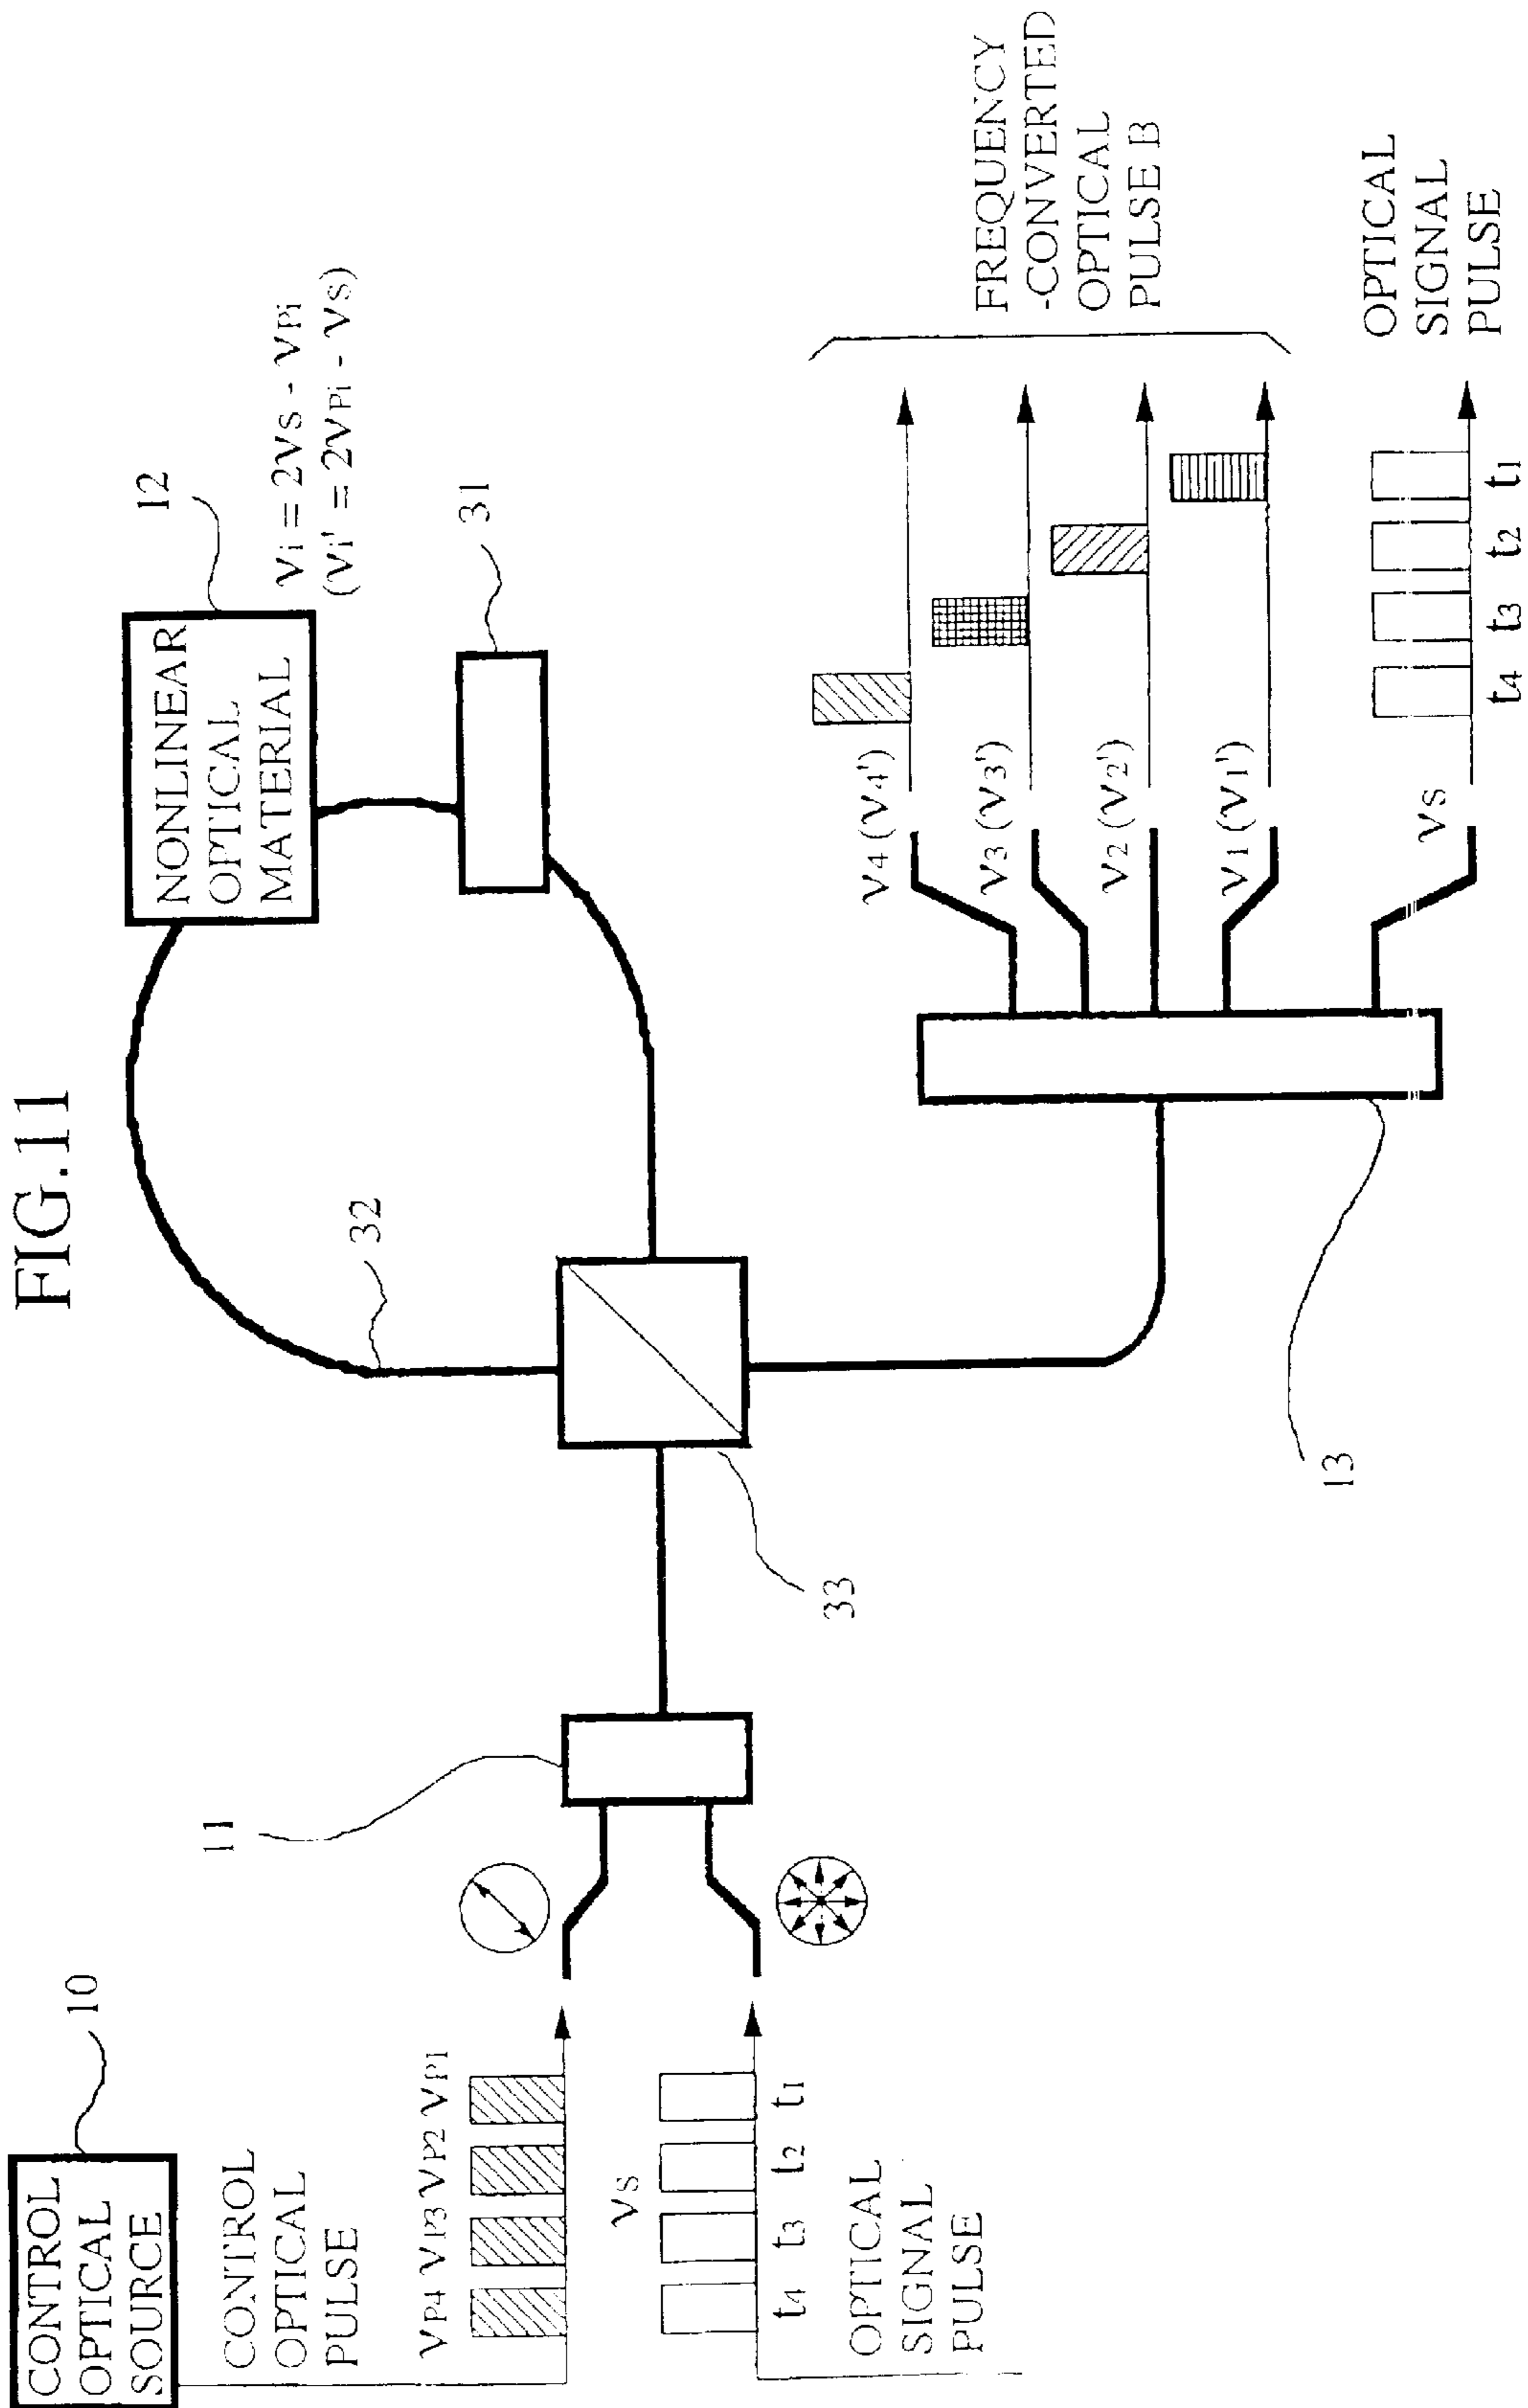 FIG.11
CONTROL
OPTICAL
SOURCE
10
CONTROL
OPTICAL
PULSE
νP4 νP3 νP2 νP1
νS
t4 t3 t2 t1
OPTICAL
SIGNAL
PULSE
11
33
32
NONLINEAR
OPTICAL
MATERIAL
12
νi = 2νS - νPi
(νi' = 2νPi - νS)
31
13
ν4 (ν4')
ν3 (ν3')
ν2 (ν2')
ν1 (ν1')
νS
t4 t3 t2 t1
FREQUENCY
-CONVERTED
OPTICAL
PULSE B
OPTICAL
SIGNAL
PULSE